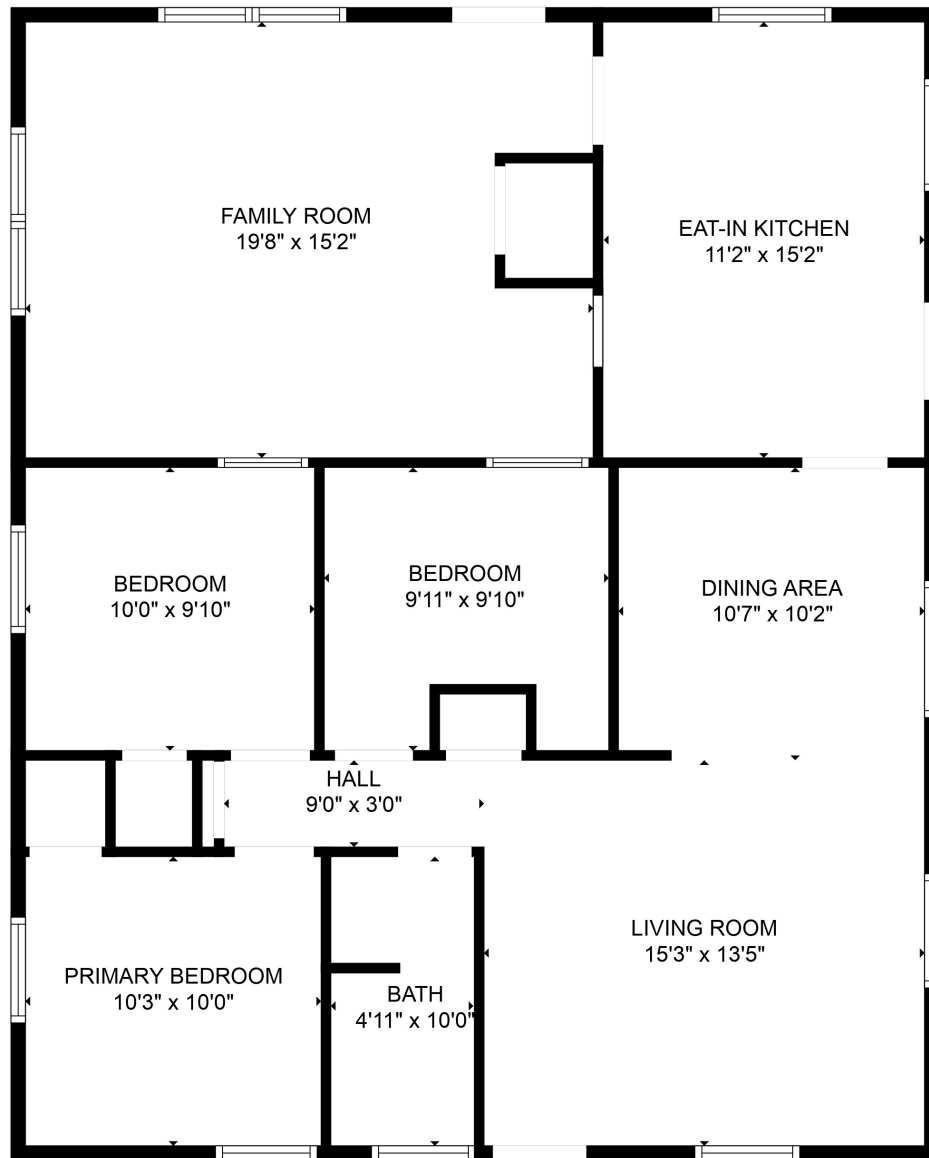 FAMILY ROOM
19'8" x 15'2"
EAT-IN KITCHEN
11'2" x 15'2"
BEDROOM
10'0" x 9'10"
BEDROOM
9'11" x 9'10"
DINING AREA
10'7" x 10'2"
HALL
9'0" x 3'0"
LIVING ROOM
15'3" x 13'5"
PRIMARY BEDROOM
10'3" x 10'0"
BATH
4'11" x 10'0"